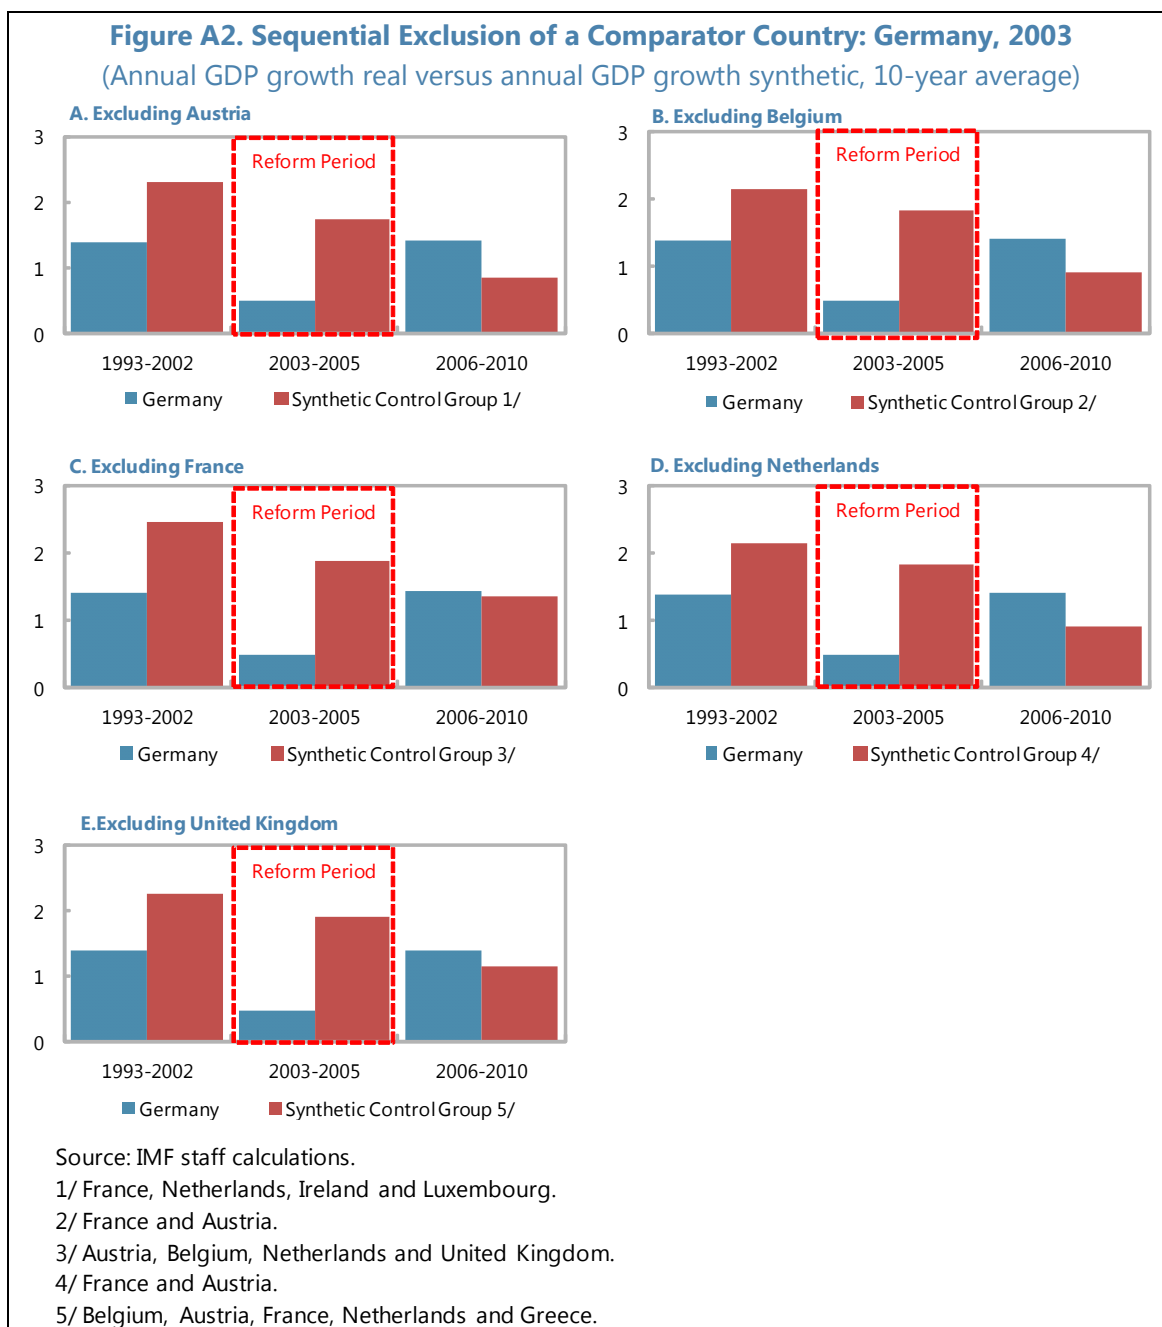 Figure A2. Sequential Exclusion of a Comparator Country: Germany, 2003
(Annual GDP growth real versus annual GDP growth synthetic, 10-year average)
A. Excluding Austria
3
2
1
0
Reform Period
1993-2002 2003-2005 2006-2010
Germany Synthetic Control Group 1/
B. Excluding Belgium
3
2
1
0
Reform Period
1993-2002 2003-2005 2006-2010
Germany Synthetic Control Group 2/
C. Excluding France
3
2
1
0
Reform Period
1993-2002 2003-2005 2006-2010
Germany Synthetic Control Group 3/
D. Excluding Netherlands
3
2
1
0
Reform Period
1993-2002 2003-2005 2006-2010
Germany Synthetic Control Group 4/
E.Excluding United Kingdom
3
2
1
0
Reform Period
1993-2002 2003-2005 2006-2010
Germany Synthetic Control Group 5/
Source: IMF staff calculations.
1/ France, Netherlands, Ireland and Luxembourg.
2/ France and Austria.
3/ Austria, Belgium, Netherlands and United Kingdom.
4/ France and Austria.
5/ Belgium, Austria, France, Netherlands and Greece.